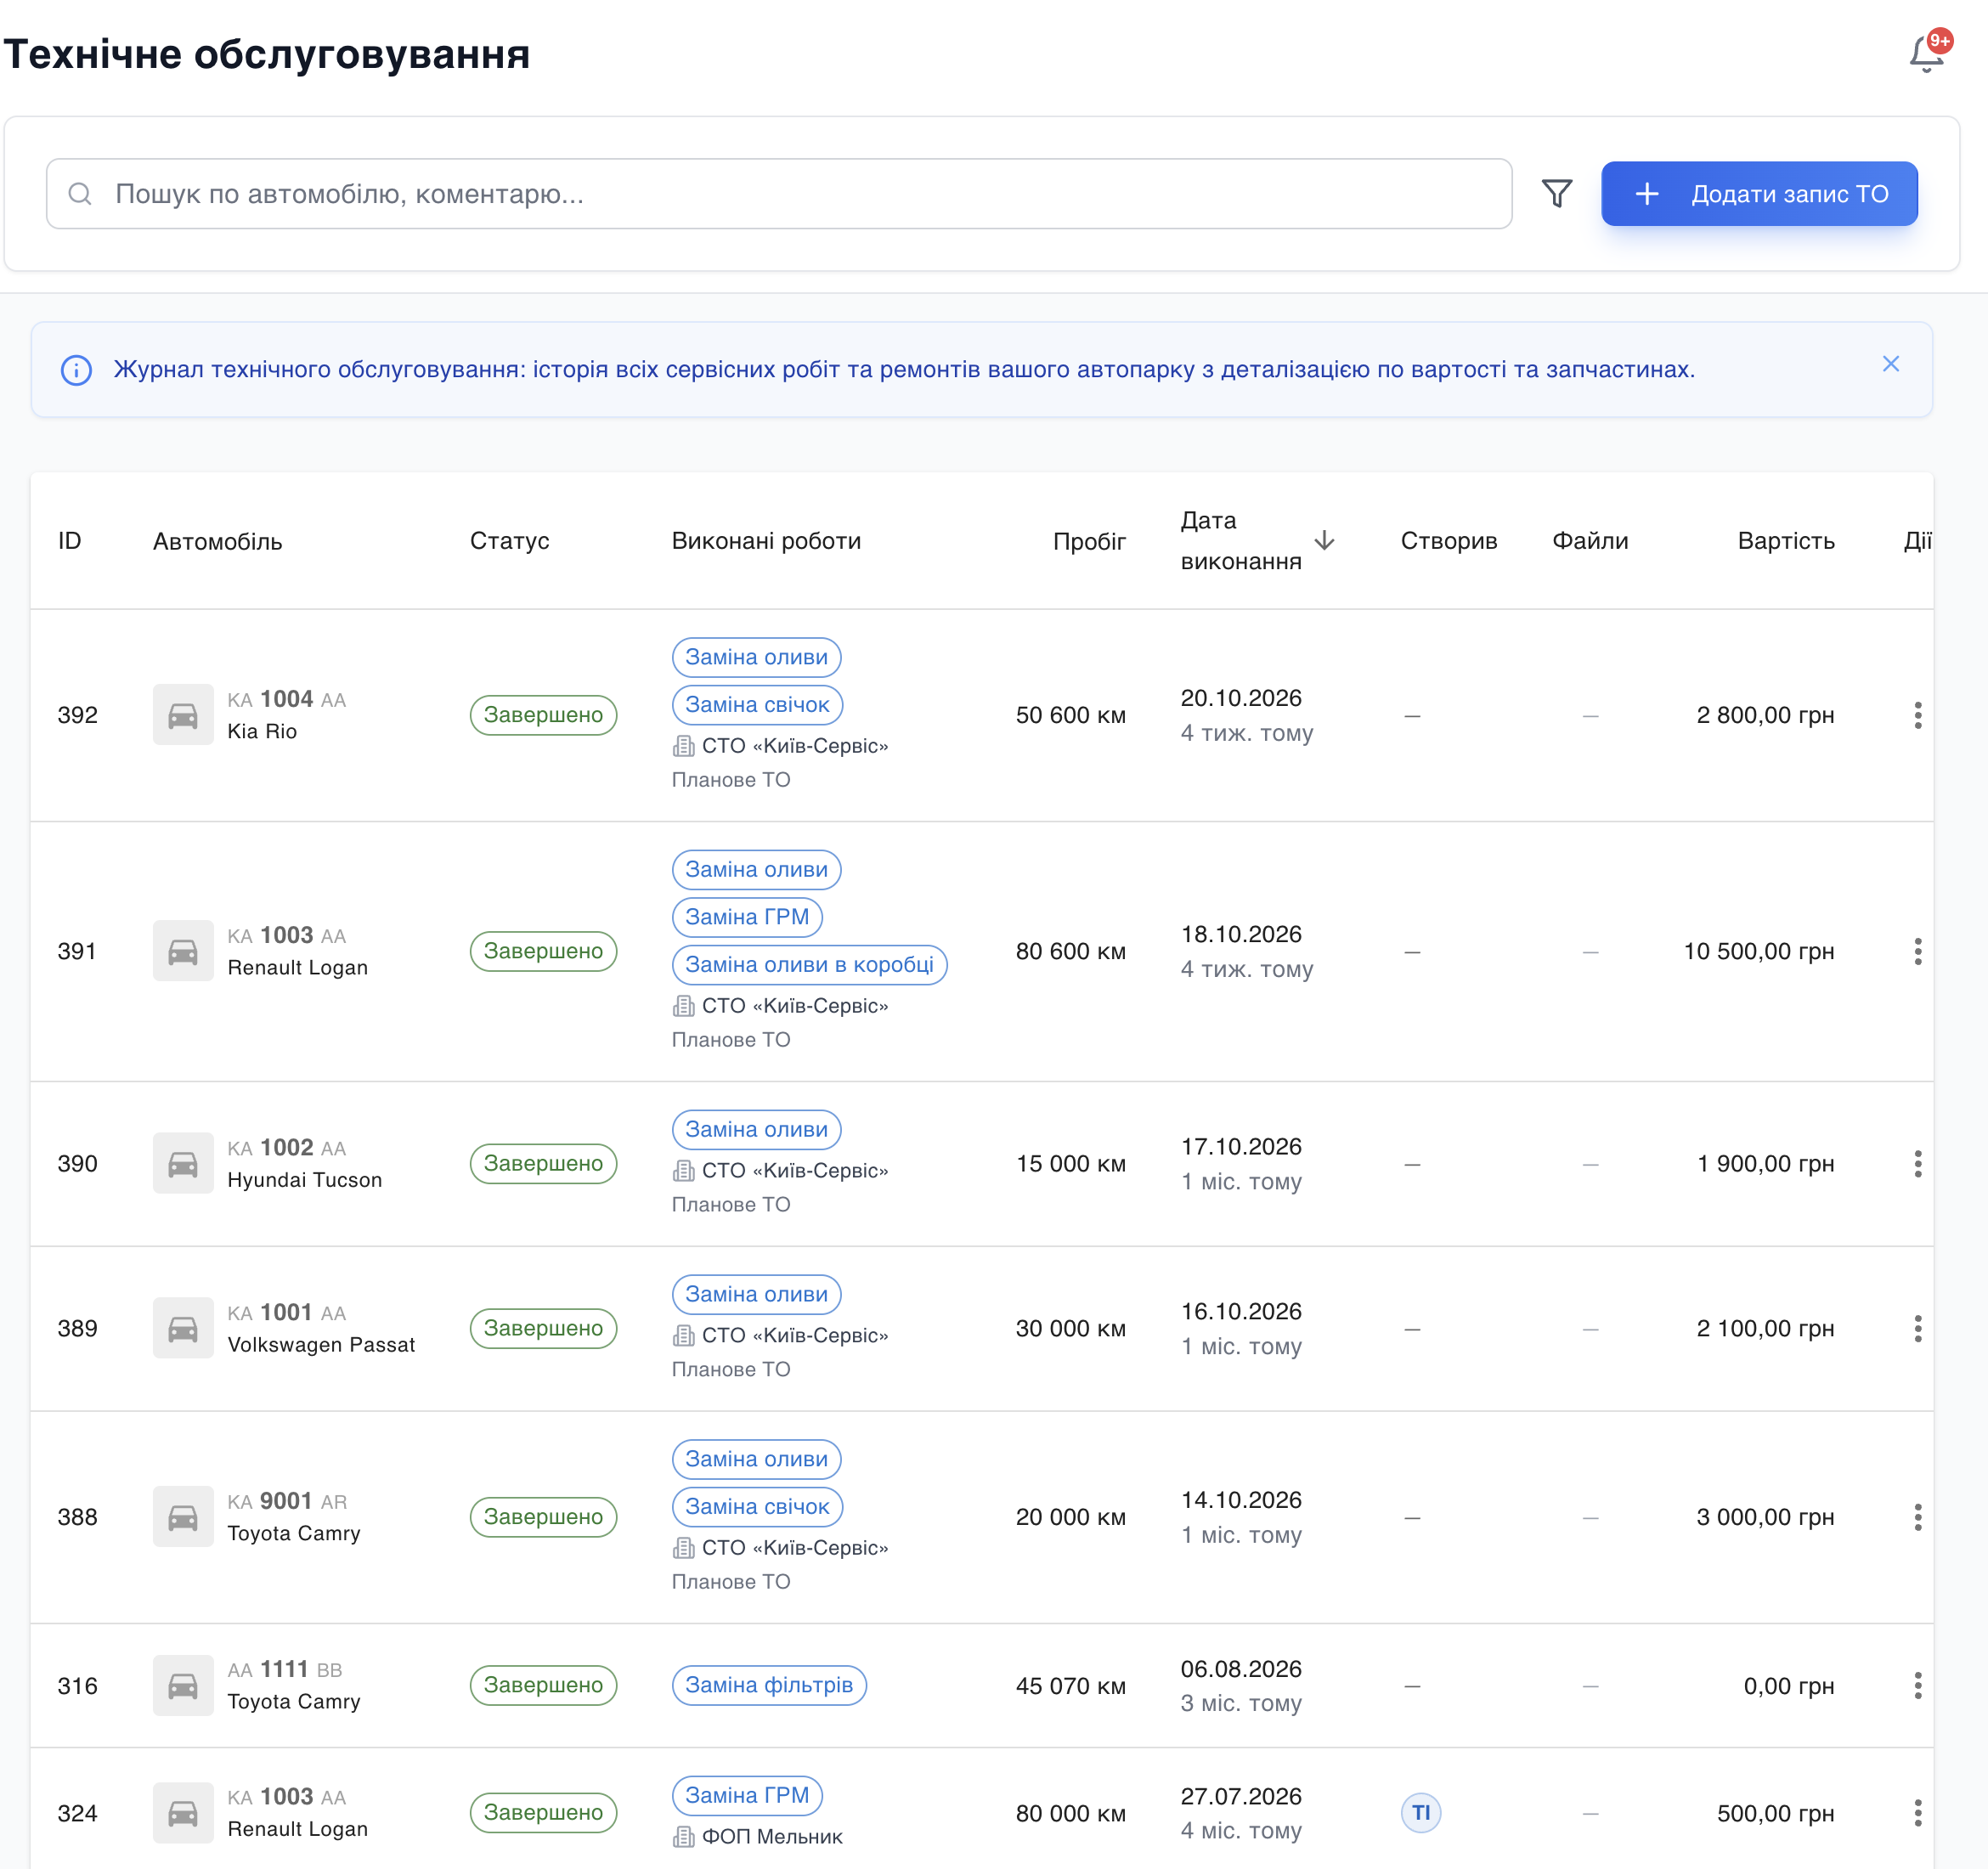 Технічне обслуговування
9+
Пошук по автомобілю, коментарю...
Додати запис ТО
Журнал технічного обслуговування: історія всіх сервісних робіт та ремонтів вашого автопарку з деталізацією по вартості та запчастинах.
ID Автомобіль Статус Виконані роботи Пробіг Дата виконання Створив Файли Вартість Дії
392
KA 1004 AA
Kia Rio
Завершено
Заміна оливи
Заміна свічок
СТО «Київ-Сервіс»
Планове ТО
50 600 км
20.10.2026
4 тиж. тому
—
—
2 800,00 грн
391
KA 1003 AA
Renault Logan
Завершено
Заміна оливи
Заміна ГРМ
Заміна оливи в коробці
СТО «Київ-Сервіс»
Планове ТО
80 600 км
18.10.2026
4 тиж. тому
—
—
10 500,00 грн
390
KA 1002 AA
Hyundai Tucson
Завершено
Заміна оливи
СТО «Київ-Сервіс»
Планове ТО
15 000 км
17.10.2026
1 міс. тому
—
—
1 900,00 грн
389
KA 1001 AA
Volkswagen Passat
Завершено
Заміна оливи
СТО «Київ-Сервіс»
Планове ТО
30 000 км
16.10.2026
1 міс. тому
—
—
2 100,00 грн
388
KA 9001 AR
Toyota Camry
Завершено
Заміна оливи
Заміна свічок
СТО «Київ-Сервіс»
Планове ТО
20 000 км
14.10.2026
1 міс. тому
—
—
3 000,00 грн
316
AA 1111 BB
Toyota Camry
Завершено
Заміна фільтрів
45 070 км
06.08.2026
3 міс. тому
—
—
0,00 грн
324
KA 1003 AA
Renault Logan
Завершено
Заміна ГРМ
ФОП Мельник
80 000 км
27.07.2026
4 міс. тому
ТІ
—
500,00 грн